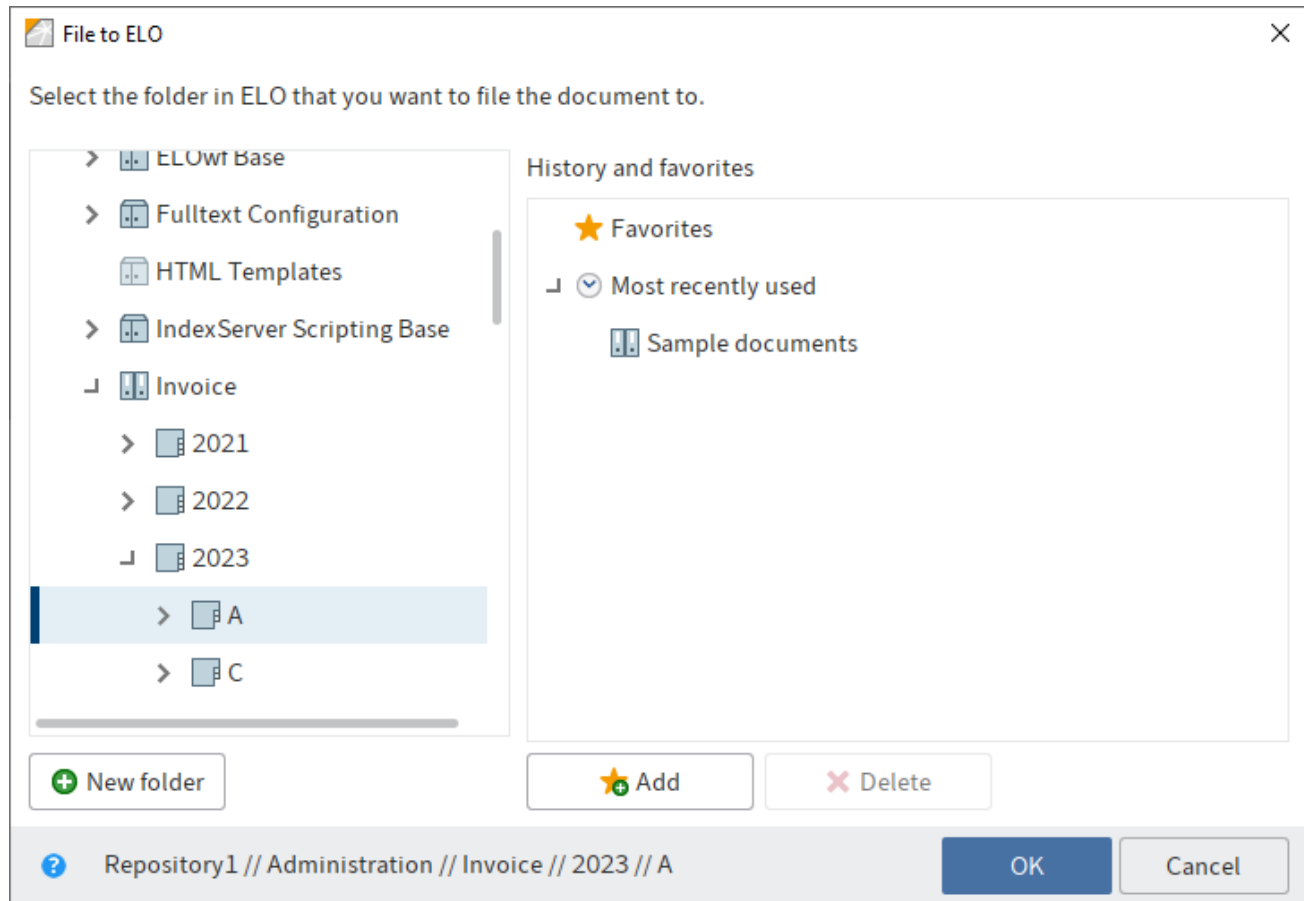 File to ELO
Select the folder in ELO that you want to file the document to.
ELOwf Base
Fulltext Configuration
HTML Templates
IndexServer Scripting Base
Invoice
2021
2022
2023
A
C
New folder
History and favorites
Favorites
Most recently used
Sample documents
Add
Delete
Repository1 // Administration // Invoice // 2023 // A
OK
Cancel